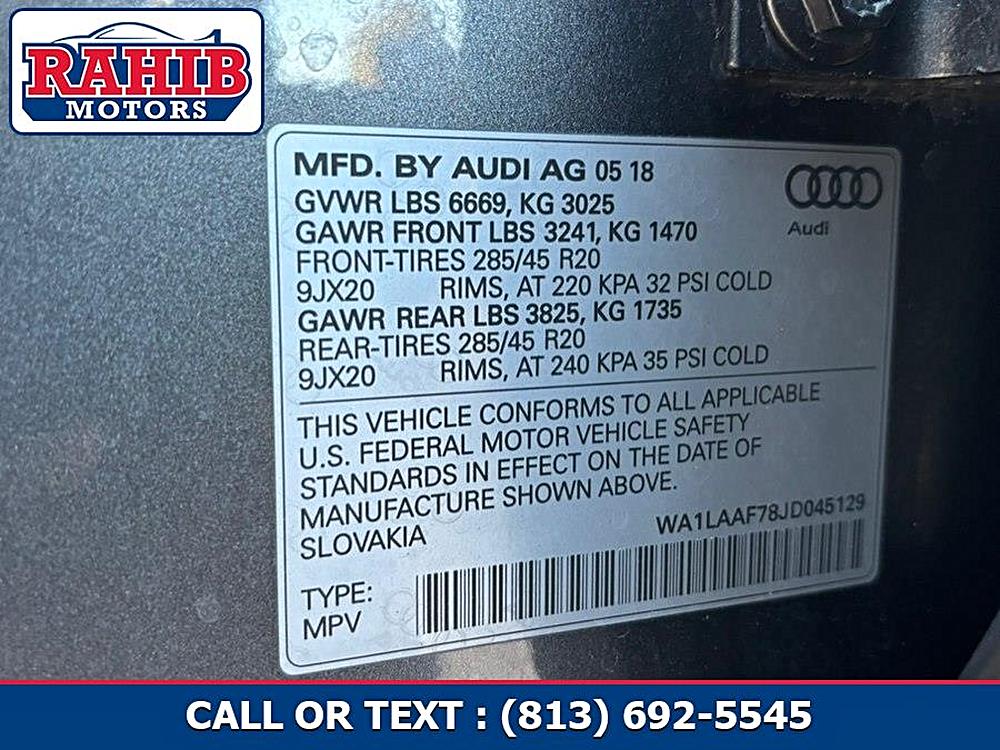 RAHIB
MOTORS
MFD. BY AUDI AG 05 18
GVWR LBS 6669, KG 3025
GAWR FRONT LBS 3241, KG 1470
FRONT-TIRES 285/45 R20
9JX20 RIMS, AT 220 KPA 32 PSI COLD
GAWR REAR LBS 3825, KG 1735
REAR-TIRES 285/45 R20
9JX20 RIMS, AT 240 KPA 35 PSI COLD
Audi
THIS VEHICLE CONFORMS TO ALL APPLICABLE
U.S. FEDERAL MOTOR VEHICLE SAFETY
STANDARDS IN EFFECT ON THE DATE OF
MANUFACTURE SHOWN ABOVE.
SLOVAKIA
WA1LAAF78JD045129
TYPE:
MPV
CALL OR TEXT : (813) 692-5545